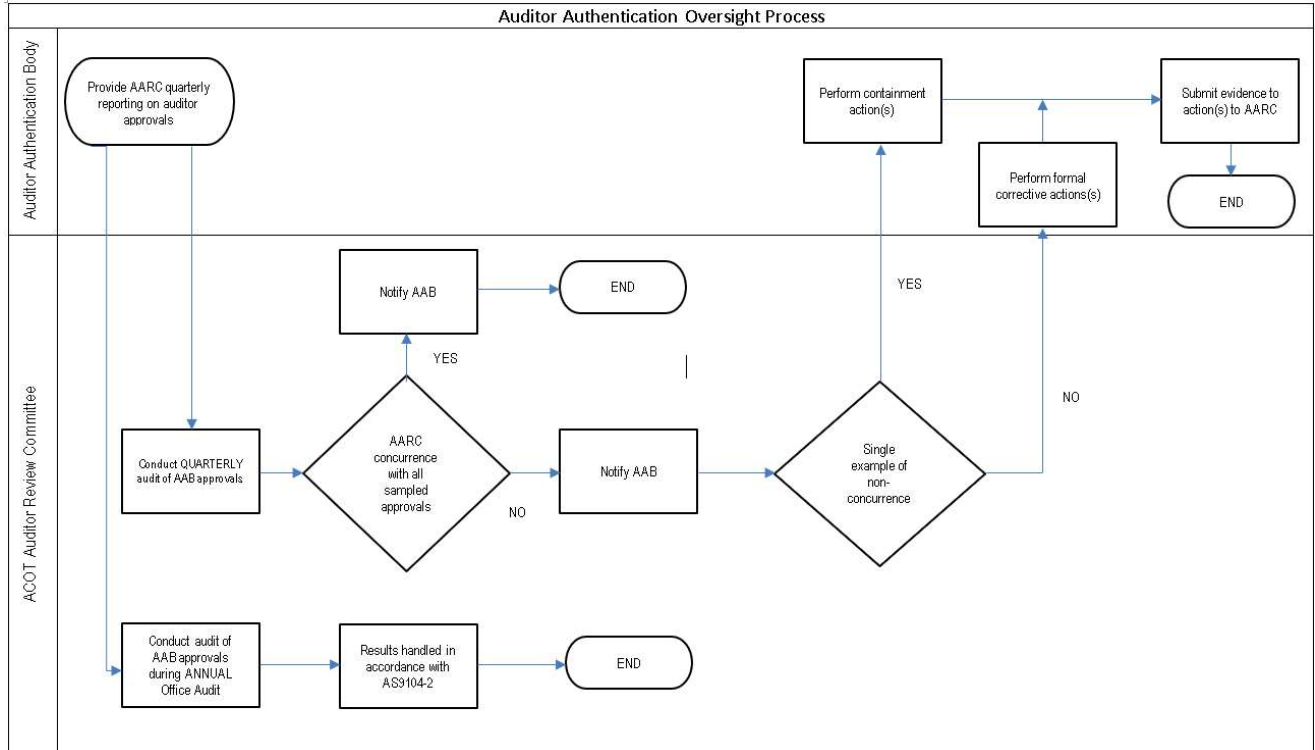 Auditor Authentication Oversight Process
Auditor Authentication Body
Provide AARC quarterly
reporting on auditor
approvals
Perform containment
action(s)
Submit evidence to
action(s) to AARC
Perform formal
corrective actions(s)
END
ACOT Auditor Review Committee
Notify AAB
END
YES
YES
NO
Conduct QUARTERLY
audit of AAB approvals
AARC
concurrence
with all
sampled
approvals
NO
Notify AAB
Single
example of
non-
concurrence
Conduct audit of
AAB approvals
during ANNUAL
Office Audit
Results handled in
accordance with
AS9104-2
END